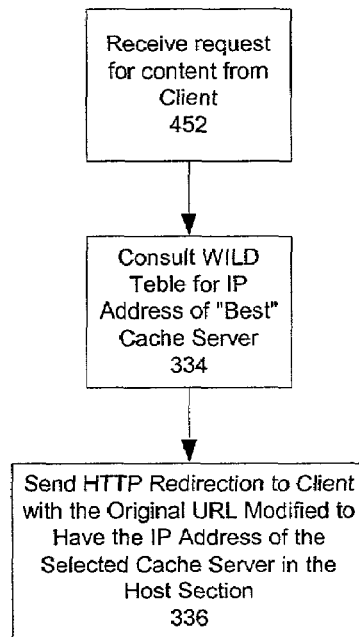 Receive request
for content from
Client
452
Consult WILD
Teble for IP
Address of "Best"
Cache Server
334
Send HTTP Redirection to Client
with the Original URL Modified to
Have the IP Address of the
Selected Cache Server in the
Host Section
336